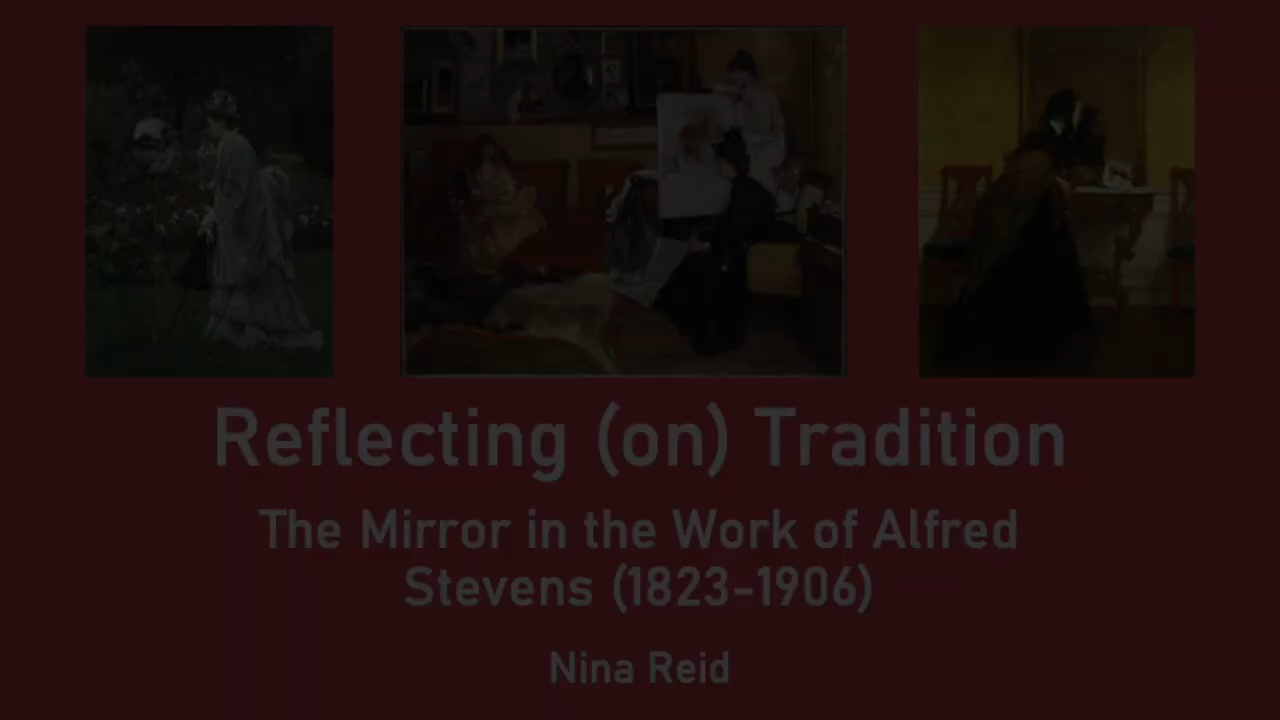 Reflecting (on) Tradition
The Mirror in the Work of Alfred
Stevens (1823-1906)
Nina Reid